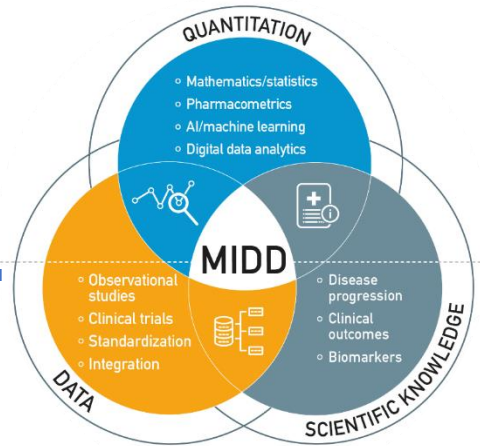 QUANTITATION
Mathematics/statistics
Pharmacometrics
AI/machine learning
Digital data analytics
MIDD
Observational
studies
Clinical trials
Standardization
Integration
Disease
progression
Clinical
outcomes
Biomarkers
DATA
SCIENTIFIC KNOWLEDGE